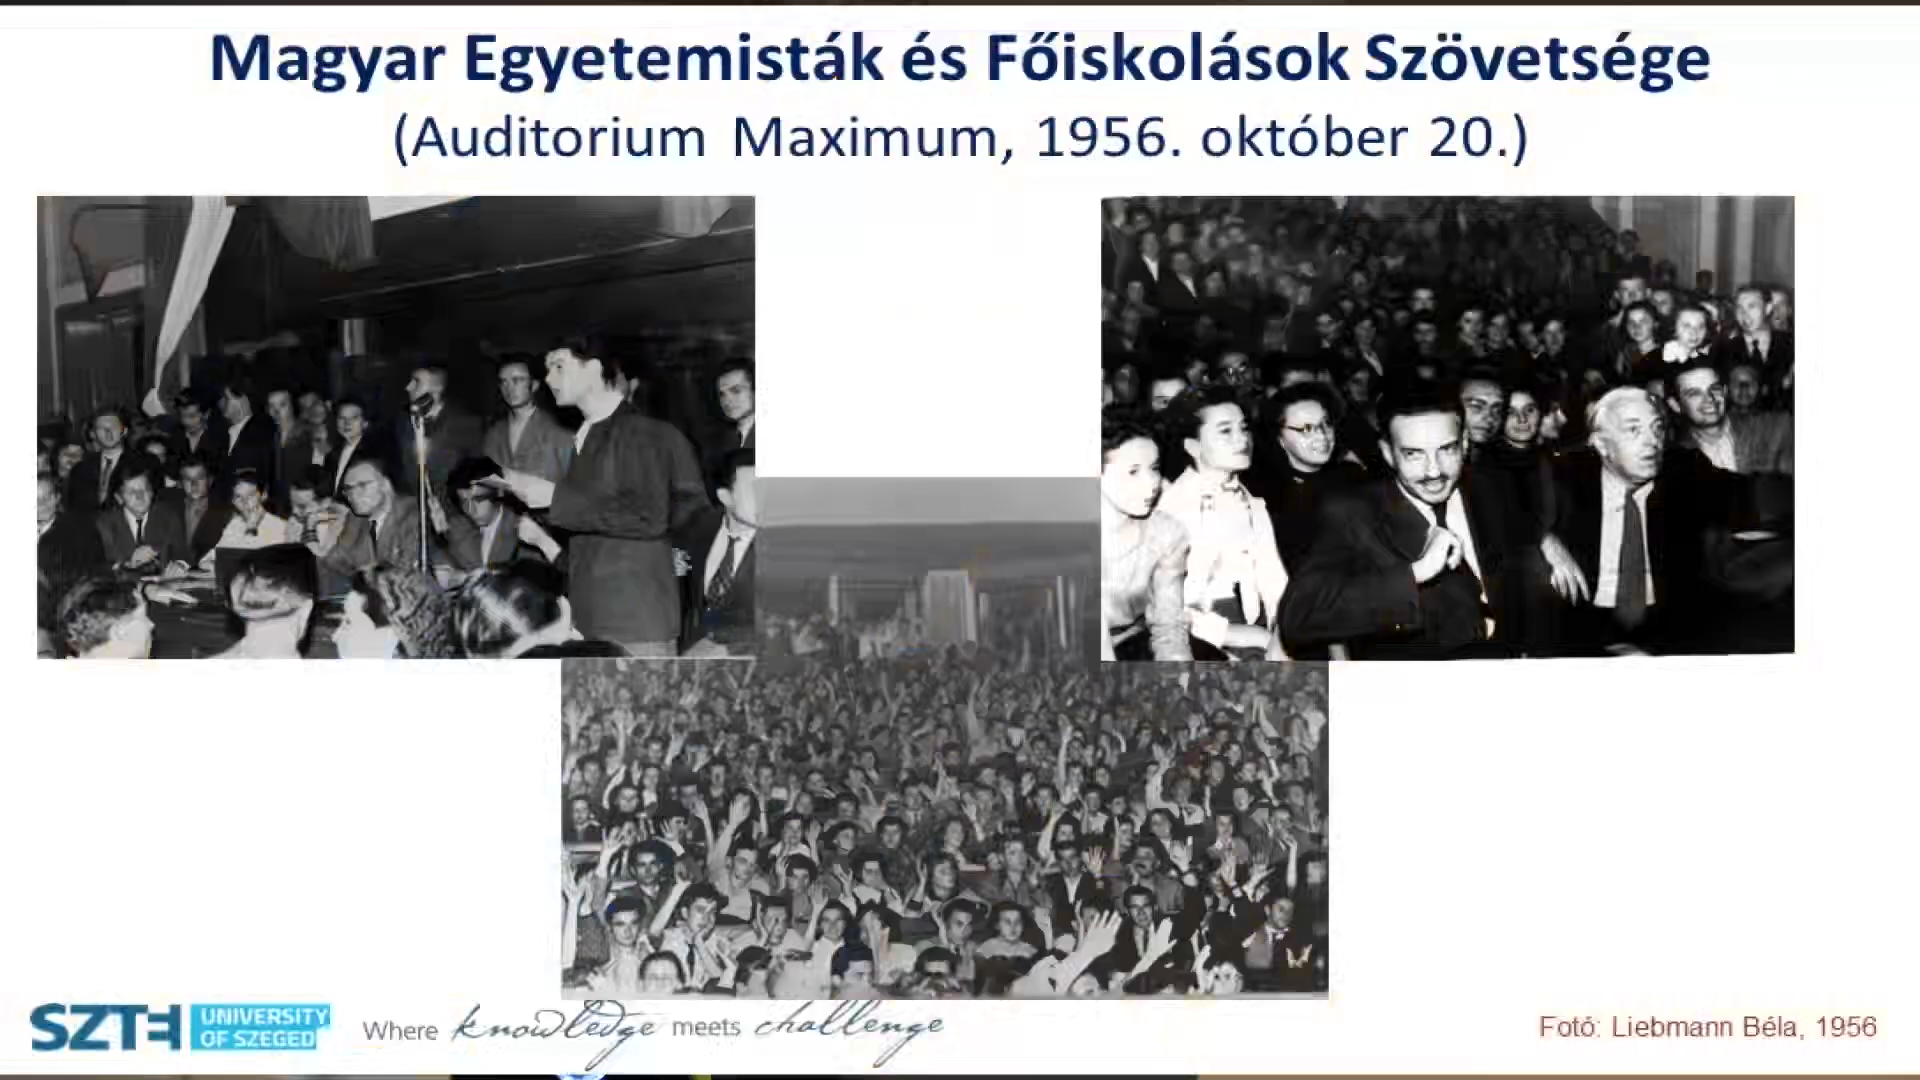 Magyar Egyetemisták és Főiskolások Szövetsége
(Auditorium Maximum, 1956. október 20.)
SZTE UNIVERSITY
OF SZEGED
Where knowledge meets challenge
Fotó: Liebmann Béla, 1956